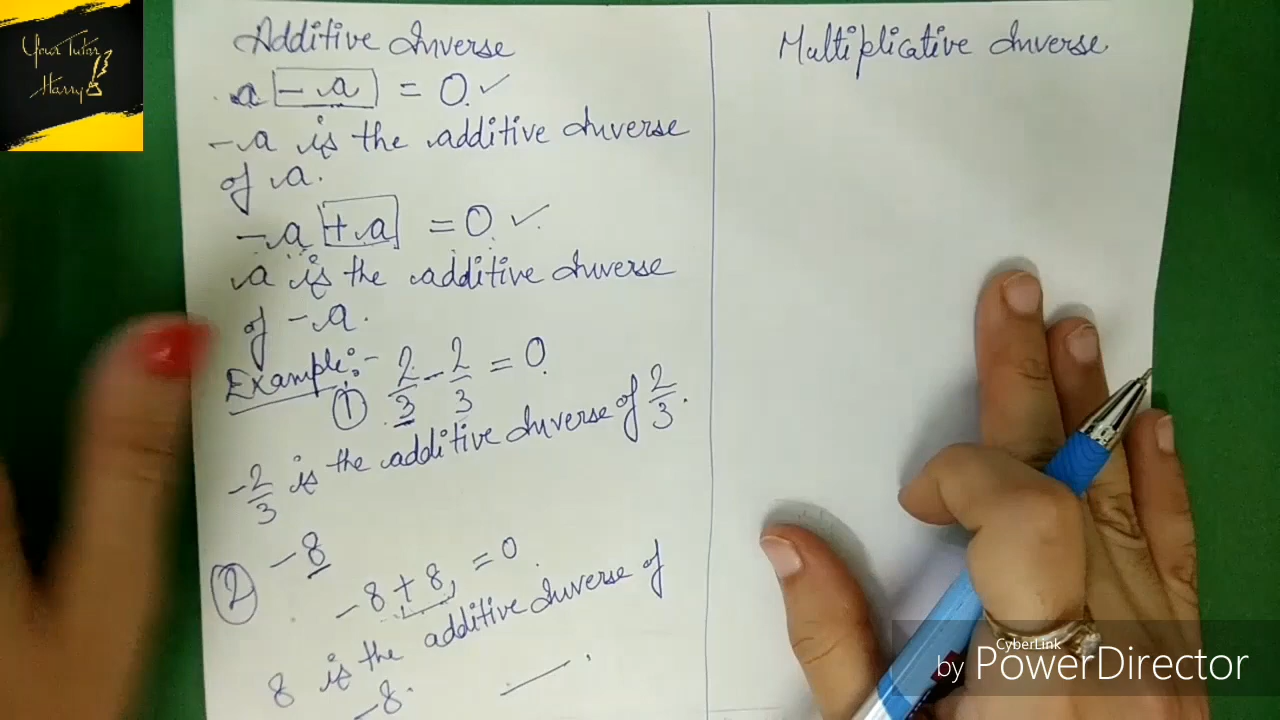 Your Tutor
Harry
Additive Inverse
a - a = 0 ✓
-a is the additive Inverse
of a.
-a + a = 0 ✓
a is the additive Inverse
of -a.
Example:-
① 2/3 - 2/3 = 0
-2/3 is the additive Inverse of 2/3.
② -8
-8 + 8 = 0
8 is the additive Inverse of
-8.
Multiplicative Inverse
CyberLink
by PowerDirector